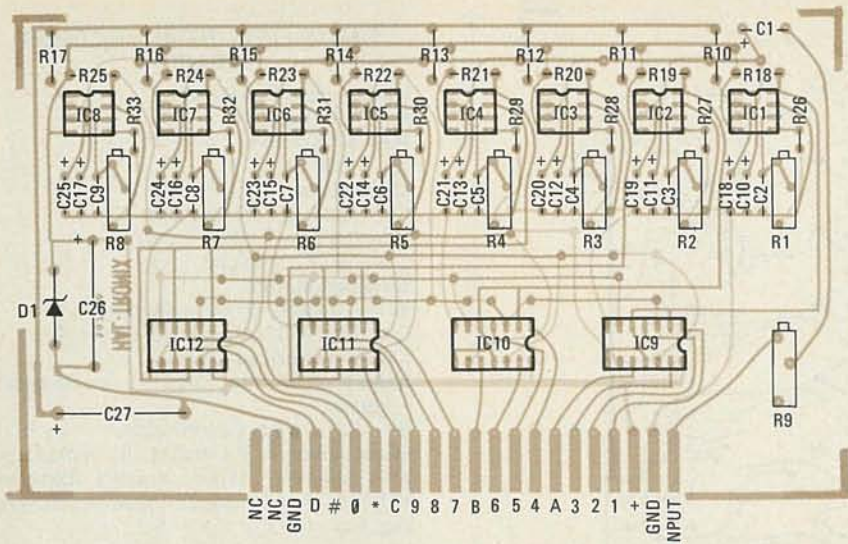 C1
R17 R16 R15 R14 R13 R12 R11 R10 +
R25 R24 R23 R22 R21 R20 R19 R18
IC8 R33 IC7 R32 IC6 R31 IC5 R30 IC4 R29 IC3 R28 IC2 R27 IC1 R26
+ + + + + + + + + + + + + + + +
C25 C17 C9 C24 C16 C8 C23 C15 C7 C22 C14 C6 C21 C13 C5 C20 C12 C4 C19 C11 C3 C18 C10 C2
R8 R7 R6 R5 R4 R3 R2 R1
+
D1 C26 HAL-TRONIX
IC12 IC11 IC10 IC9
R9
C27
+
NC NC GND D # 0 * C 9 8 7 B 6 5 4 A 3 2 1 + GND NPUT